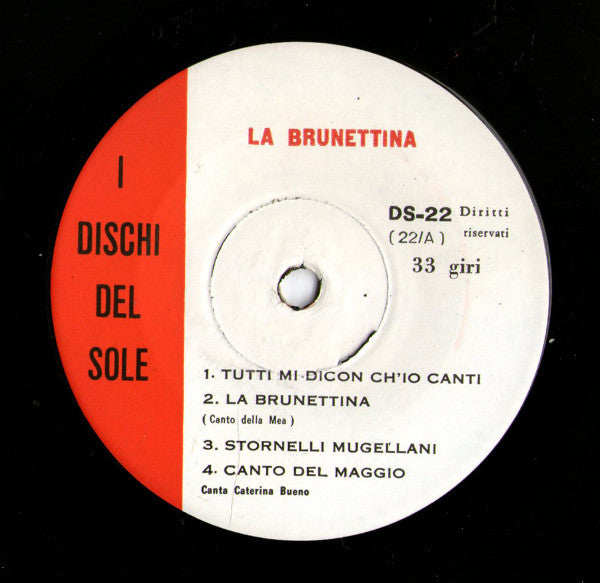 I
DISCHI
DEL
SOLE
LA BRUNETTINA
DS-22 Diritti
(22/A) riservati
33 giri
1. TUTTI MI DICON CH'IO CANTI
2. LA BRUNETTINA
(Canto della Mea)
3. STORNELLI MUGELLANI
4. CANTO DEL MAGGIO
Canta Caterina Bueno